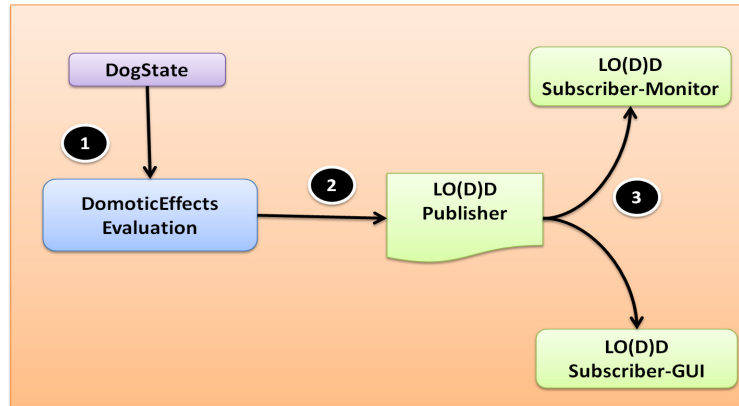 DogState
LO(D)D
Subscriber-Monitor
1
DomoticEffects
Evaluation
2
LO(D)D
Publisher
3
LO(D)D
Subscriber-GUI